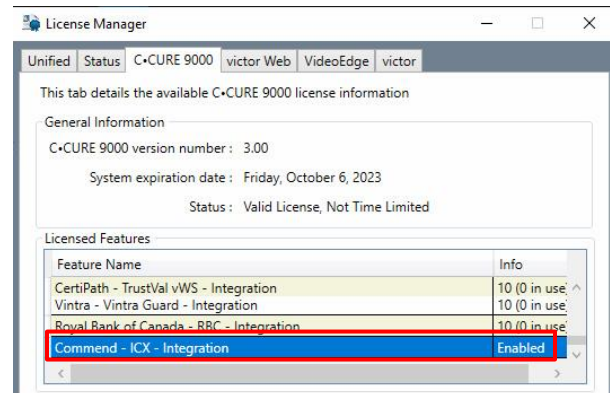 License Manager
Unified Status C•CURE 9000 victor Web VideoEdge victor
This tab details the available C•CURE 9000 license information
General Information
C•CURE 9000 version number : 3.00
System expiration date : Friday, October 6, 2023
Status : Valid License, Not Time Limited
Licensed Features
Feature Name Info
CertiPath - TrustVal vWS - Integration 10 (0 in use)
Vintra - Vintra Guard - Integration 10 (0 in use)
Royal Bank of Canada - RBC - Integration 10 (0 in use)
Commend - ICX - Integration Enabled